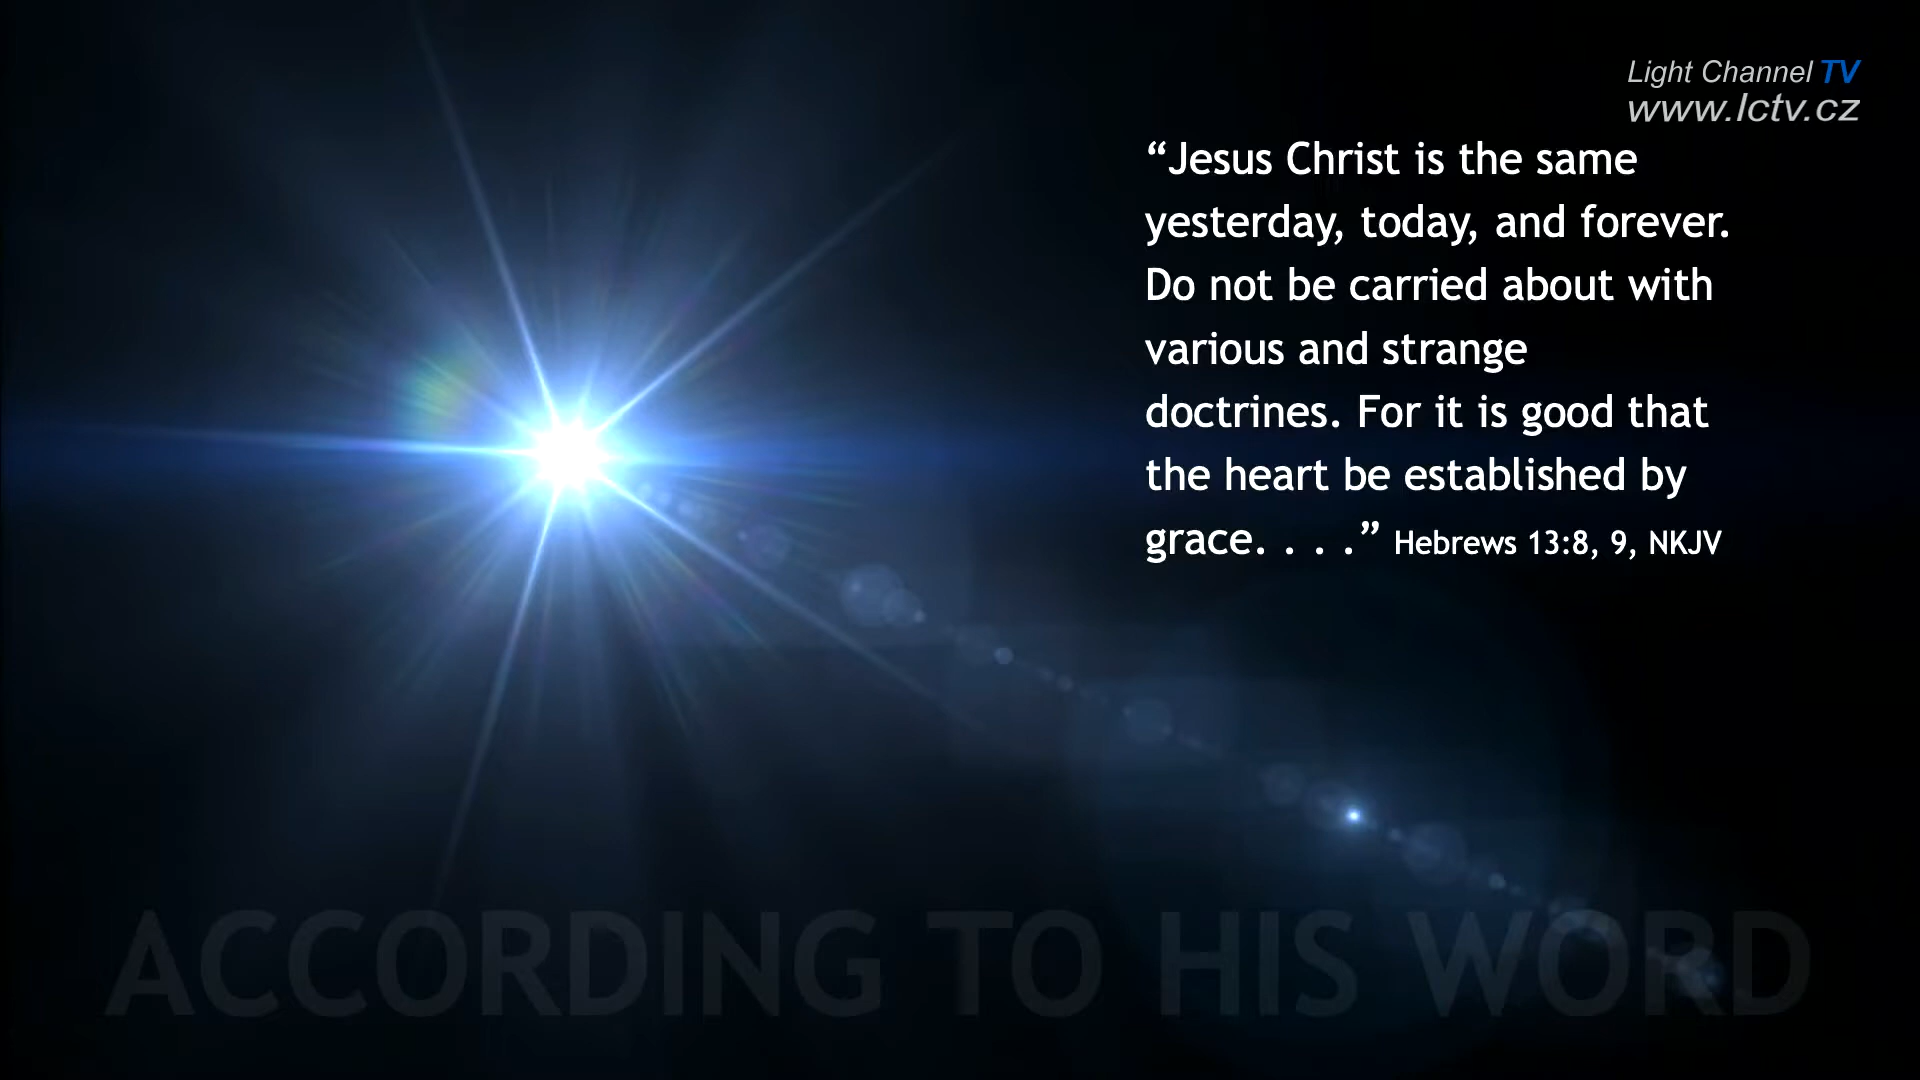 Light Channel TV
www.lctv.cz
“Jesus Christ is the same
yesterday, today, and forever.
Do not be carried about with
various and strange
doctrines. For it is good that
the heart be established by
grace. . . .” Hebrews 13:8, 9, NKJV
ACCORDING TO HIS WORD